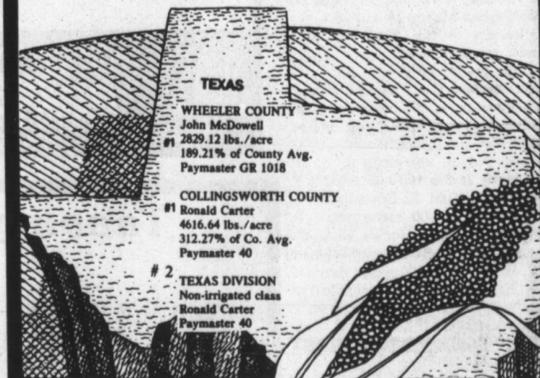 TEXAS
WHEELER COUNTY
John McDowell
#1 2829.12 lbs./acre
189.21% of County Avg.
Paymaster GR 1018
COLLINGSWORTH COUNTY
#1 Ronald Carter
4616.64 lbs./acre
312.27% of Co. Avg.
Paymaster 40
# 2
TEXAS DIVISION
Non-irrigated class
Ronald Carter
Paymaster 40